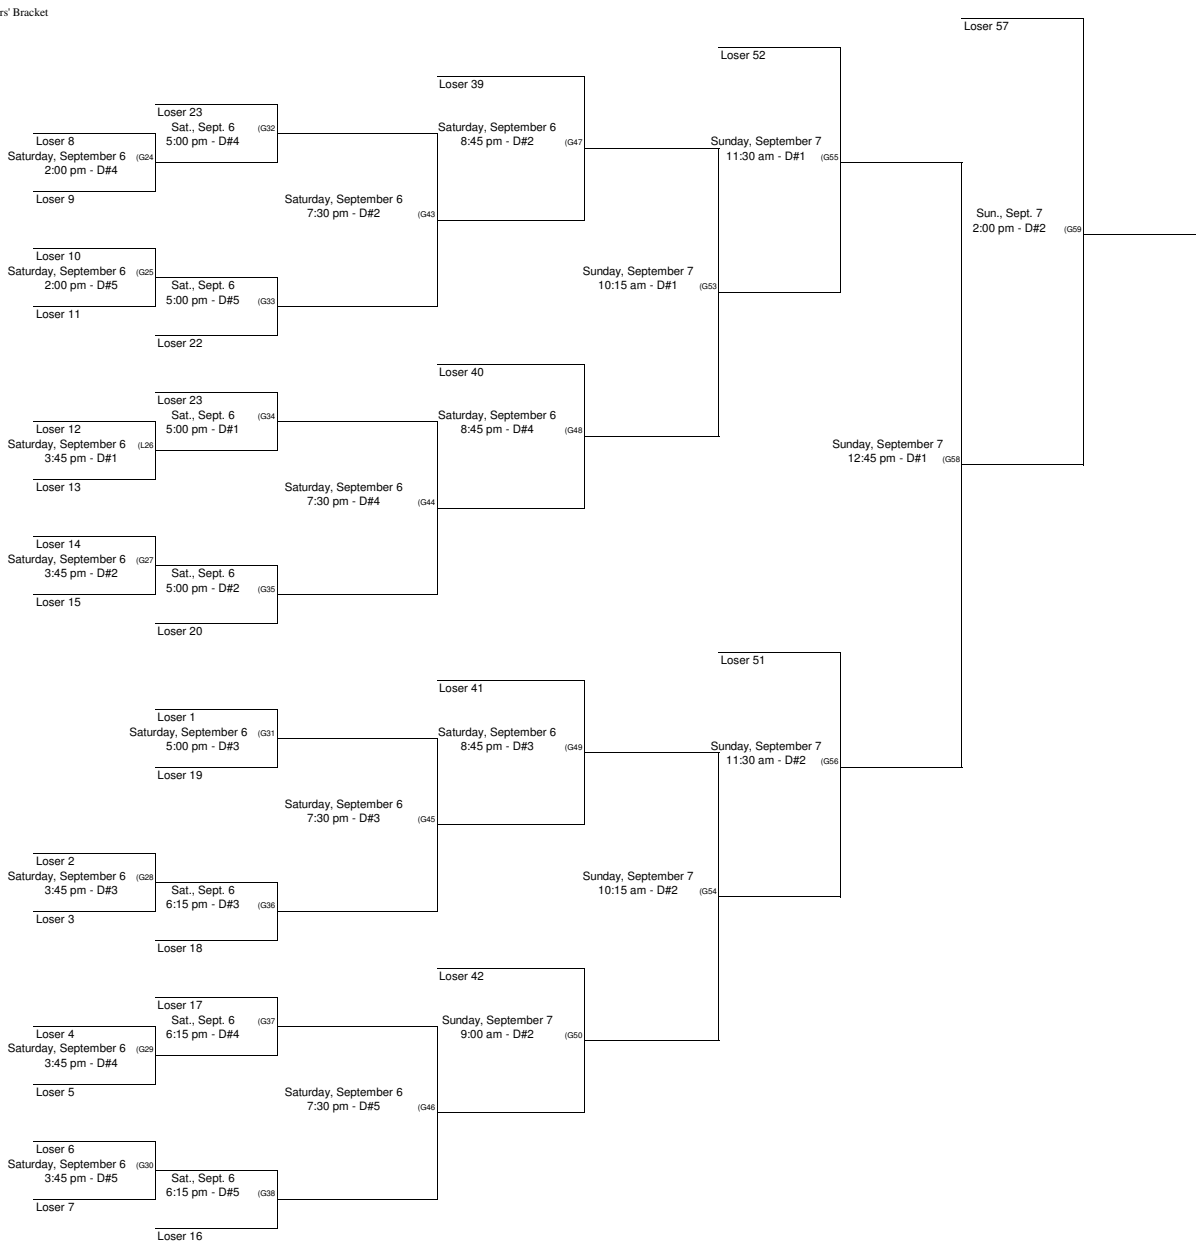 rs' Bracket
Loser 57
Loser 52
Loser 39
Loser 23
Sat., Sept. 6 (G32
5:00 pm - D#4
Saturday, September 6
8:45 pm - D#2 (G47
Loser 8
Saturday, September 6 (G24
2:00 pm - D#4
Sunday, September 7
11:30 am - D#1 (G55
Loser 9
Saturday, September 6
7:30 pm - D#2 (G43
Sun., Sept. 7
2:00 pm - D#2 (G59
Loser 10
Saturday, September 6 (G25
2:00 pm - D#5
Sat., Sept. 6
5:00 pm - D#5 (G33
Sunday, September 7
10:15 am - D#1 (G53
Loser 11
Loser 22
Loser 40
Loser 23
Sat., Sept. 6 (G34
5:00 pm - D#1
Saturday, September 6
8:45 pm - D#4 (G48
Loser 12
Saturday, September 6 (L26
3:45 pm - D#1
Sunday, September 7
12:45 pm - D#1 (G58
Loser 13
Saturday, September 6
7:30 pm - D#4 (G44
Loser 14
Saturday, September 6 (G27
3:45 pm - D#2
Sat., Sept. 6
5:00 pm - D#2 (G35
Loser 15
Loser 20
Loser 51
Loser 41
Loser 1
Saturday, September 6 (G31
5:00 pm - D#3
Saturday, September 6
8:45 pm - D#3 (G49
Sunday, September 7
11:30 am - D#2 (G56
Loser 19
Saturday, September 6
7:30 pm - D#3 (G45
Loser 2
Saturday, September 6 (G28
3:45 pm - D#3
Sat., Sept. 6
6:15 pm - D#3 (G36
Sunday, September 7
10:15 am - D#2 (G54
Loser 3
Loser 18
Loser 42
Loser 17
Sat., Sept. 6 (G37
6:15 pm - D#4
Sunday, September 7
9:00 am - D#2 (G50
Loser 4
Saturday, September 6 (G29
3:45 pm - D#4
Loser 5
Saturday, September 6
7:30 pm - D#5 (G46
Loser 6
Saturday, September 6 (G30
3:45 pm - D#5
Sat., Sept. 6
6:15 pm - D#5 (G38
Loser 7
Loser 16